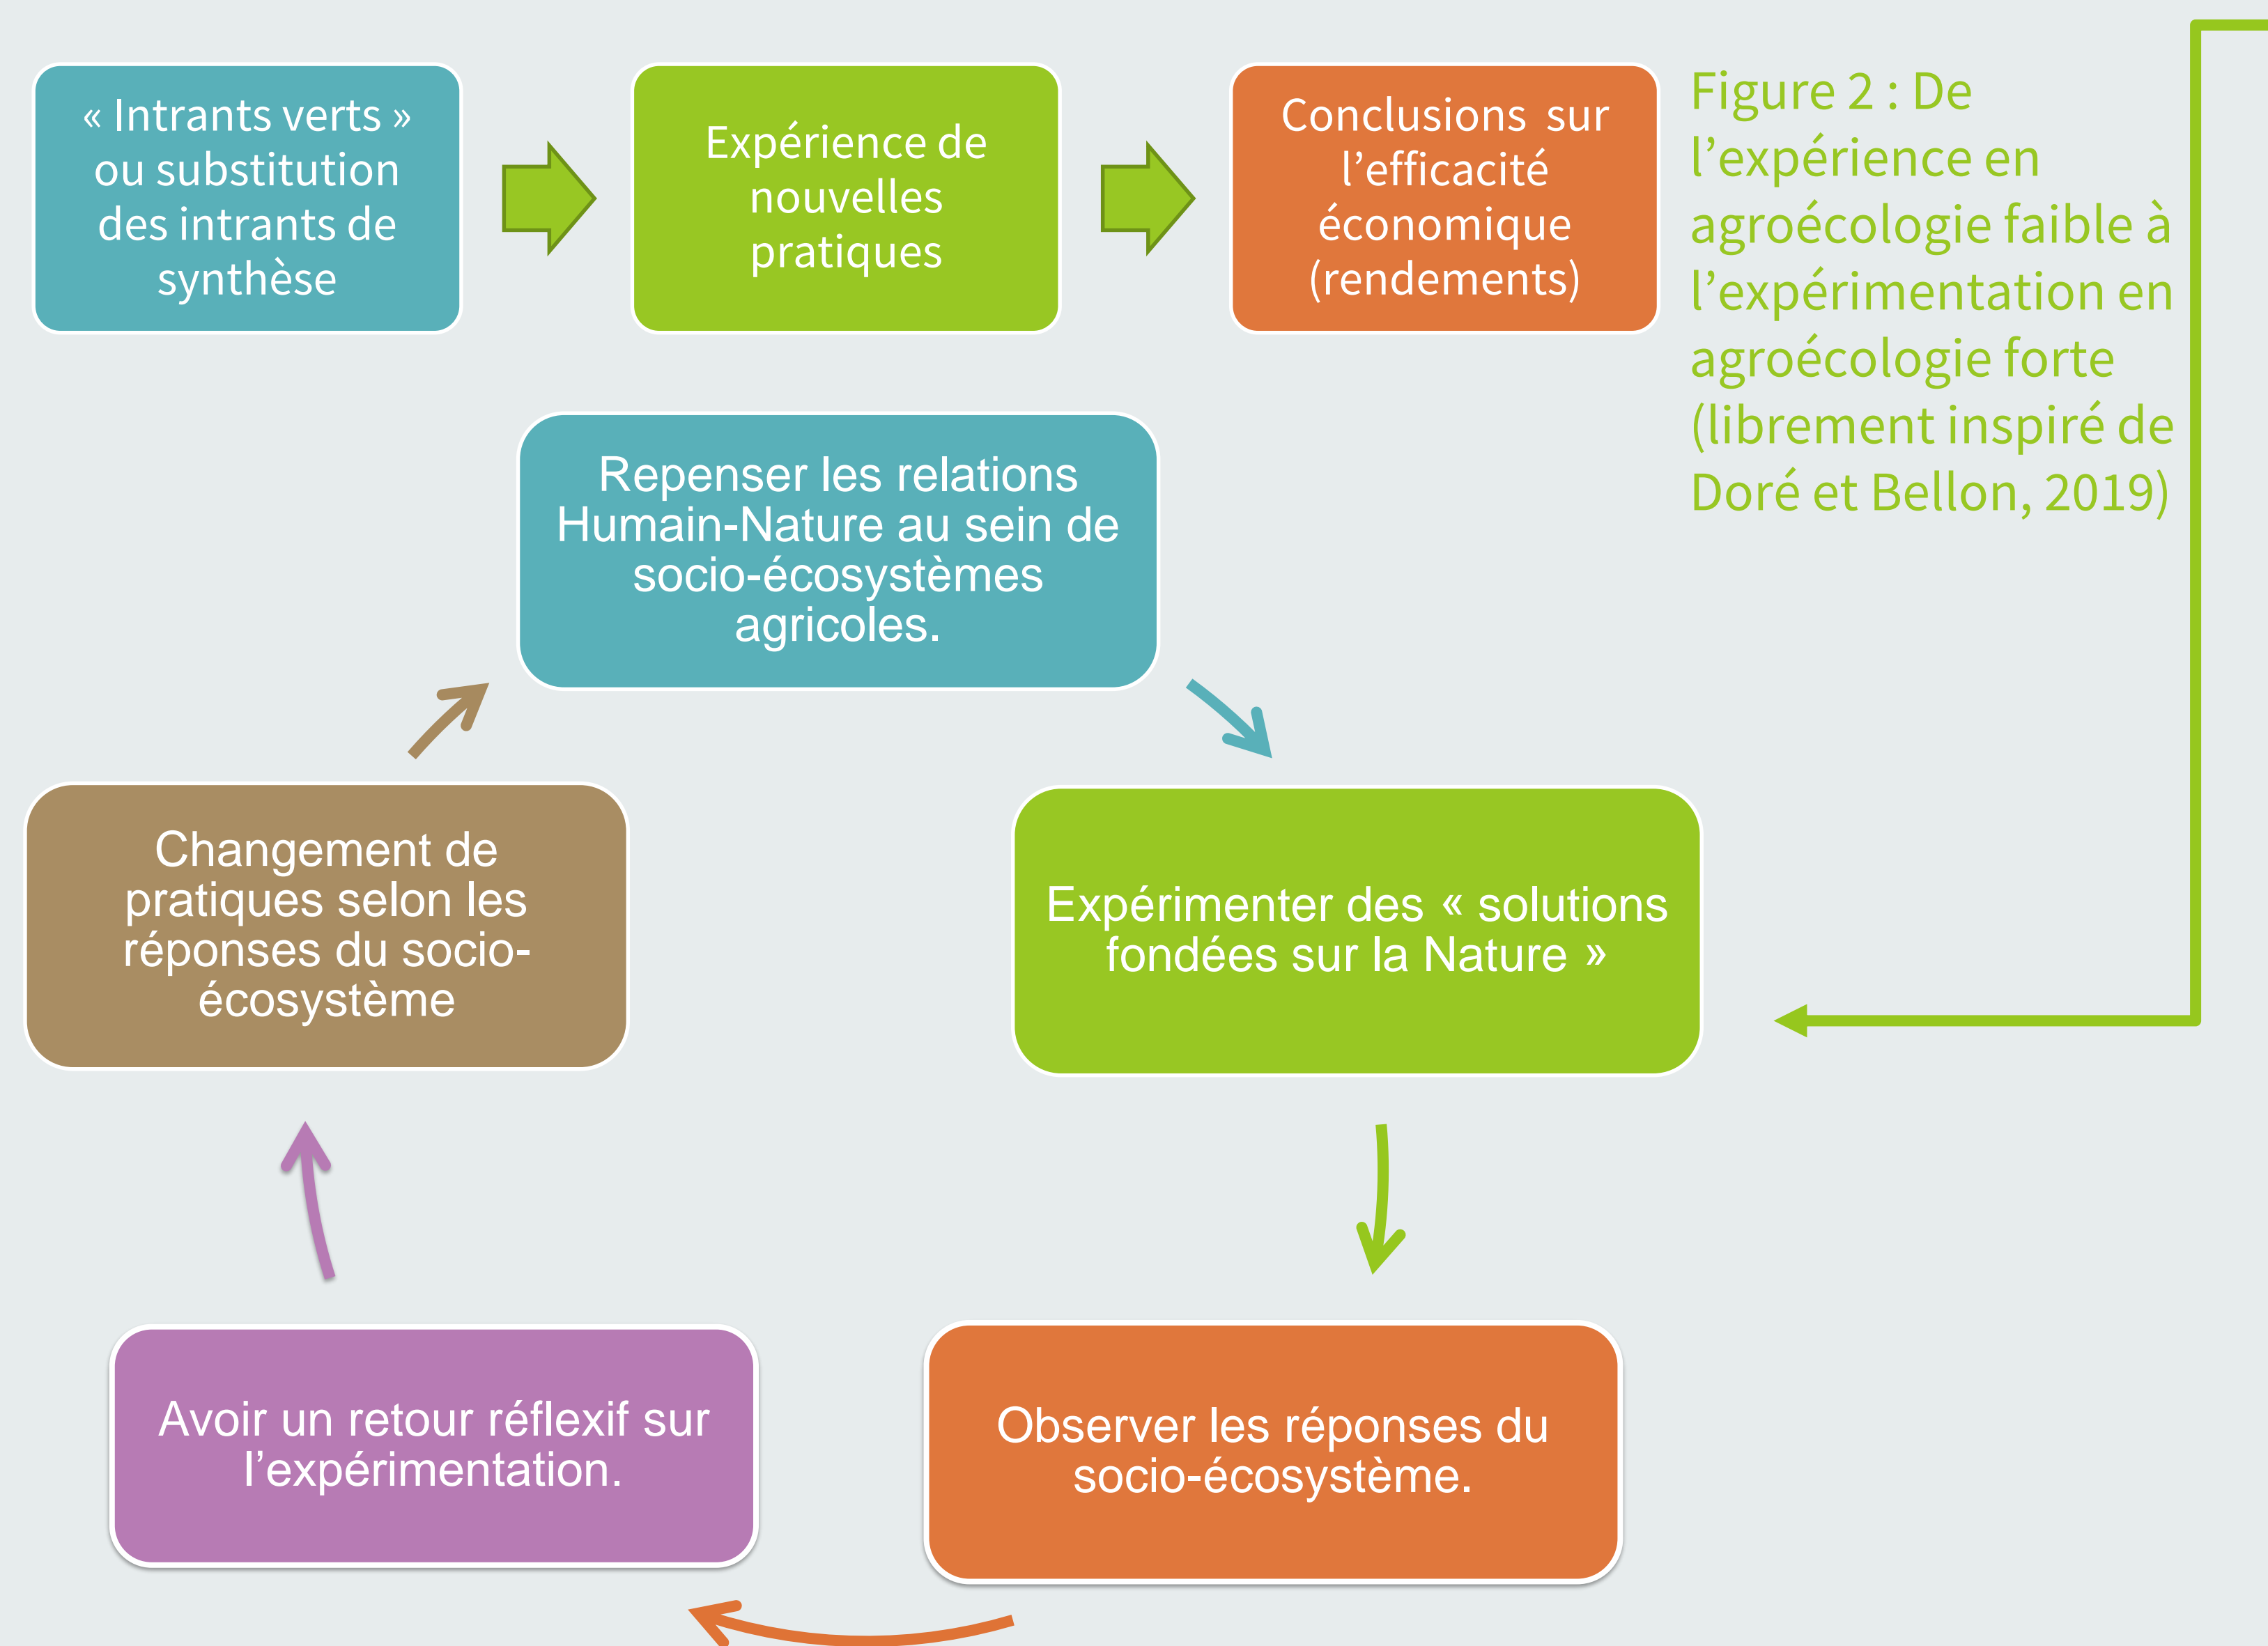 « Intrants verts »
ou substitution
des intrants de
synthèse
Expérience de
nouvelles
pratiques
Conclusions sur
l’efficacité
économique
(rendements)
Figure 2 : De
l’expérience en
agroécologie faible à
l’expérimentation en
agroécologie forte
(librement inspiré de
Doré et Bellon, 2019)
Repenser les relations
Humain-Nature au sein de
socio-écosystèmes
agricoles.
Expérimenter des « solutions
fondées sur la Nature »
Observer les réponses du
socio-écosystème.
Avoir un retour réflexif sur
l’expérimentation.
Changement de
pratiques selon les
réponses du socio-
écosystème